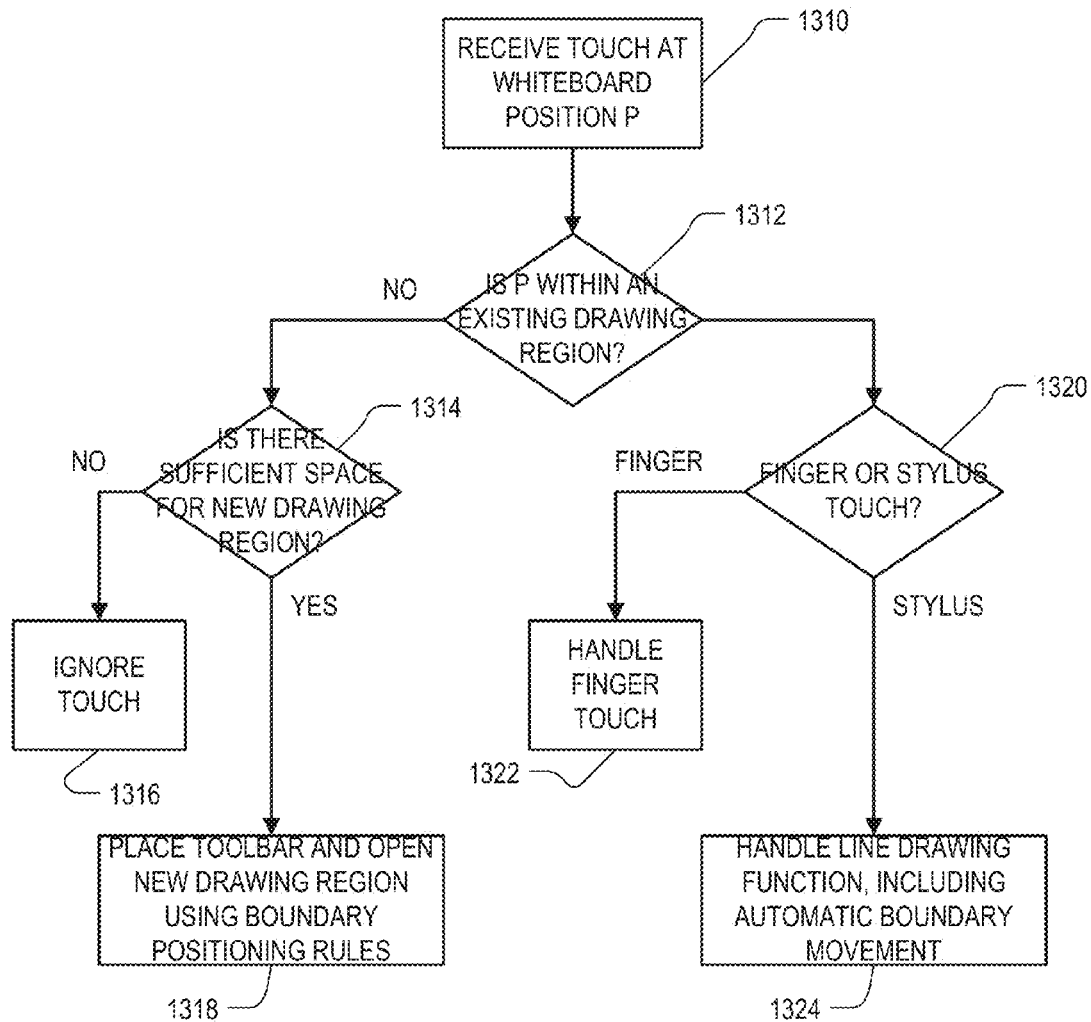 1310
RECEIVE TOUCH AT
WHITEBOARD
POSITION P
1312
NO
IS P WITHIN AN
EXISTING DRAWING
REGION?
1314
1320
NO
IS THERE
SUFFICIENT SPACE
FOR NEW DRAWING
REGION?
FINGER
FINGER OR STYLUS
TOUCH?
YES
STYLUS
IGNORE
TOUCH
1316
HANDLE
FINGER
TOUCH
1322
PLACE TOOLBAR AND OPEN
NEW DRAWING REGION
USING BOUNDARY
POSITIONING RULES
1318
HANDLE LINE DRAWING
FUNCTION, INCLUDING
AUTOMATIC BOUNDARY
MOVEMENT
1324